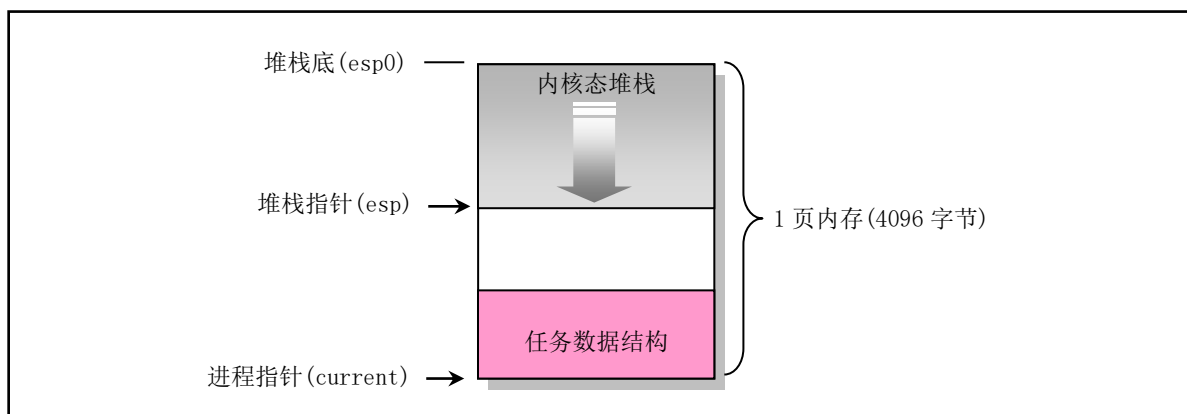 堆栈底(esp0)
内核态堆栈
堆栈指针(esp)
1 页内存(4096 字节)
任务数据结构
进程指针(current)